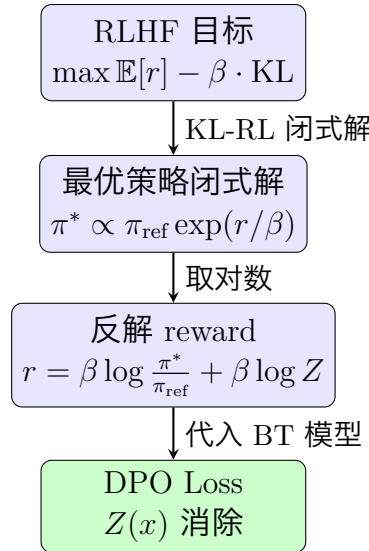 RLHF 目标
max 𝔼[r] − β · KL
KL-RL 闭式解
最优策略闭式解
π* ∝ π_ref exp(r/β)
取对数
反解 reward
r = β log π*/π_ref + β log Z
代入 BT 模型
DPO Loss
Z(x) 消除